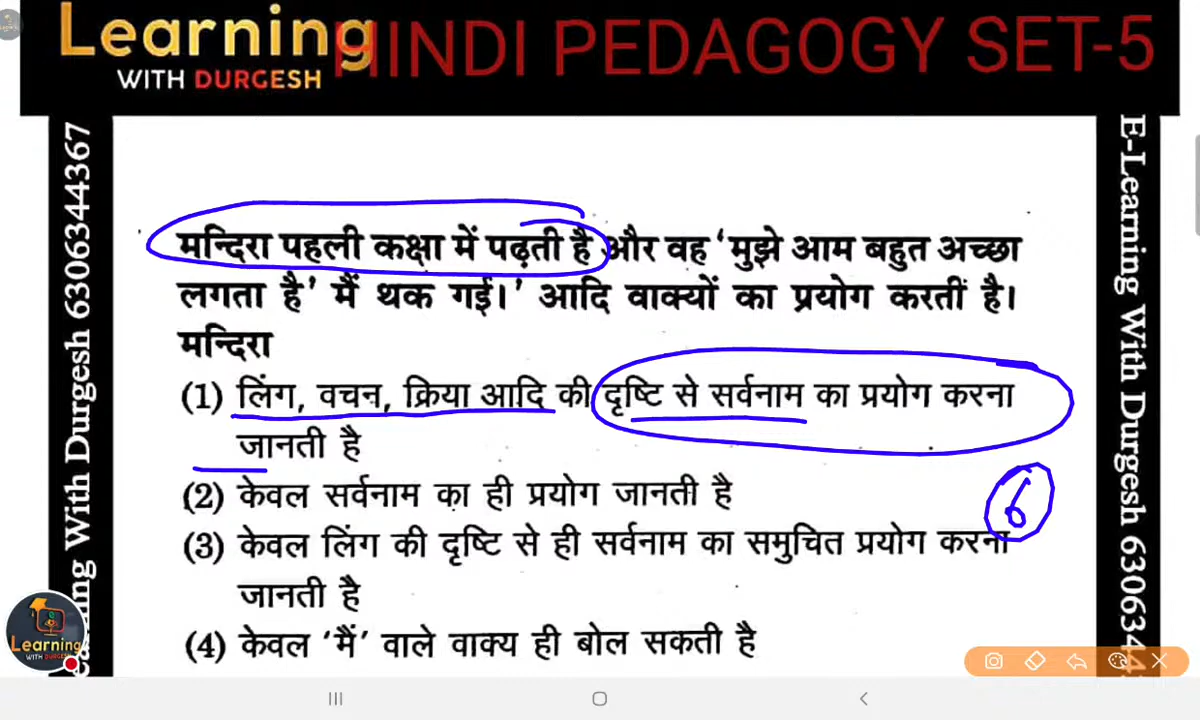 Learning
WITH DURGESH
HINDI PEDAGOGY SET-5
With Durgesh 6306344367
E-Learning With Durgesh 630634
मन्दिरा पहली कक्षा में पढ़ती है और वह ‘मुझे आम बहुत अच्छा
लगता है’ मैं थक गई।’ आदि वाक्यों का प्रयोग करतीं है।
मन्दिरा
(1) लिंग, वचन, क्रिया आदि की दृष्टि से सर्वनाम का प्रयोग करना
जानती है
(2) केवल सर्वनाम का ही प्रयोग जानती है
6
(3) केवल लिंग की दृष्टि से ही सर्वनाम का समुचित प्रयोग करना
जानती है
(4) केवल ‘मैं’ वाले वाक्य ही बोल सकती है
Learning
WITH DURGESH